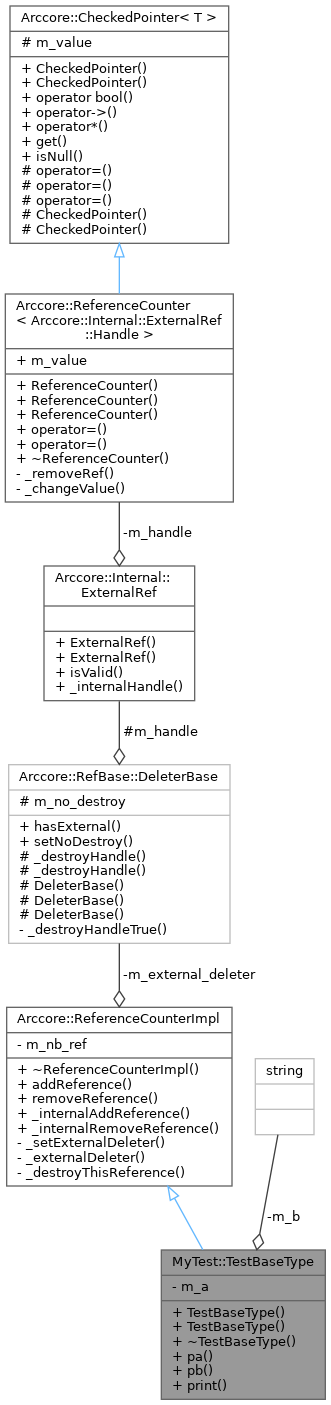 Arccore::CheckedPointer< T >
# m_value
+ CheckedPointer()
+ CheckedPointer()
+ operator bool()
+ operator->()
+ operator*()
+ get()
+ isNull()
# operator=()
# operator=()
# operator=()
# CheckedPointer()
# CheckedPointer()
Arccore::ReferenceCounter
< Arccore::Internal::ExternalRef
::Handle >
+ m_value
+ ReferenceCounter()
+ ReferenceCounter()
+ ReferenceCounter()
+ operator=()
+ operator=()
+ ~ReferenceCounter()
- _removeRef()
- _changeValue()
-m_handle
Arccore::Internal::
ExternalRef
+ ExternalRef()
+ ExternalRef()
+ isValid()
+ _internalHandle()
#m_handle
Arccore::RefBase::DeleterBase
# m_no_destroy
+ hasExternal()
+ setNoDestroy()
# _destroyHandle()
# _destroyHandle()
# DeleterBase()
# DeleterBase()
# DeleterBase()
- _destroyHandleTrue()
-m_external_deleter
Arccore::ReferenceCounterImpl
- m_nb_ref
+ ~ReferenceCounterImpl()
+ addReference()
+ removeReference()
+ _internalAddReference()
+ _internalRemoveReference()
- _setExternalDeleter()
- _externalDeleter()
- _destroyThisReference()
string
-m_b
MyTest::TestBaseType
- m_a
+ TestBaseType()
+ TestBaseType()
+ ~TestBaseType()
+ pa()
+ pb()
+ print()